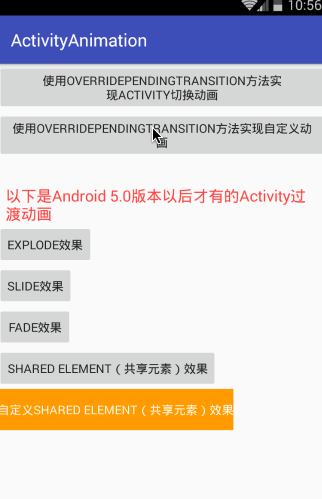 10:56
ActivityAnimation
使用OVERRIDEPENDINGTRANSITION方法实
现ACTIVITY切换动画
使用OVERRIDEPENDINGTRANSITION方法实现自定义动
画
以下是Android 5.0版本以后才有的Activity过
渡动画
EXPLODE效果
SLIDE效果
FADE效果
SHARED ELEMENT（共享元素）效果
自定义SHARED ELEMENT（共享元素）效果